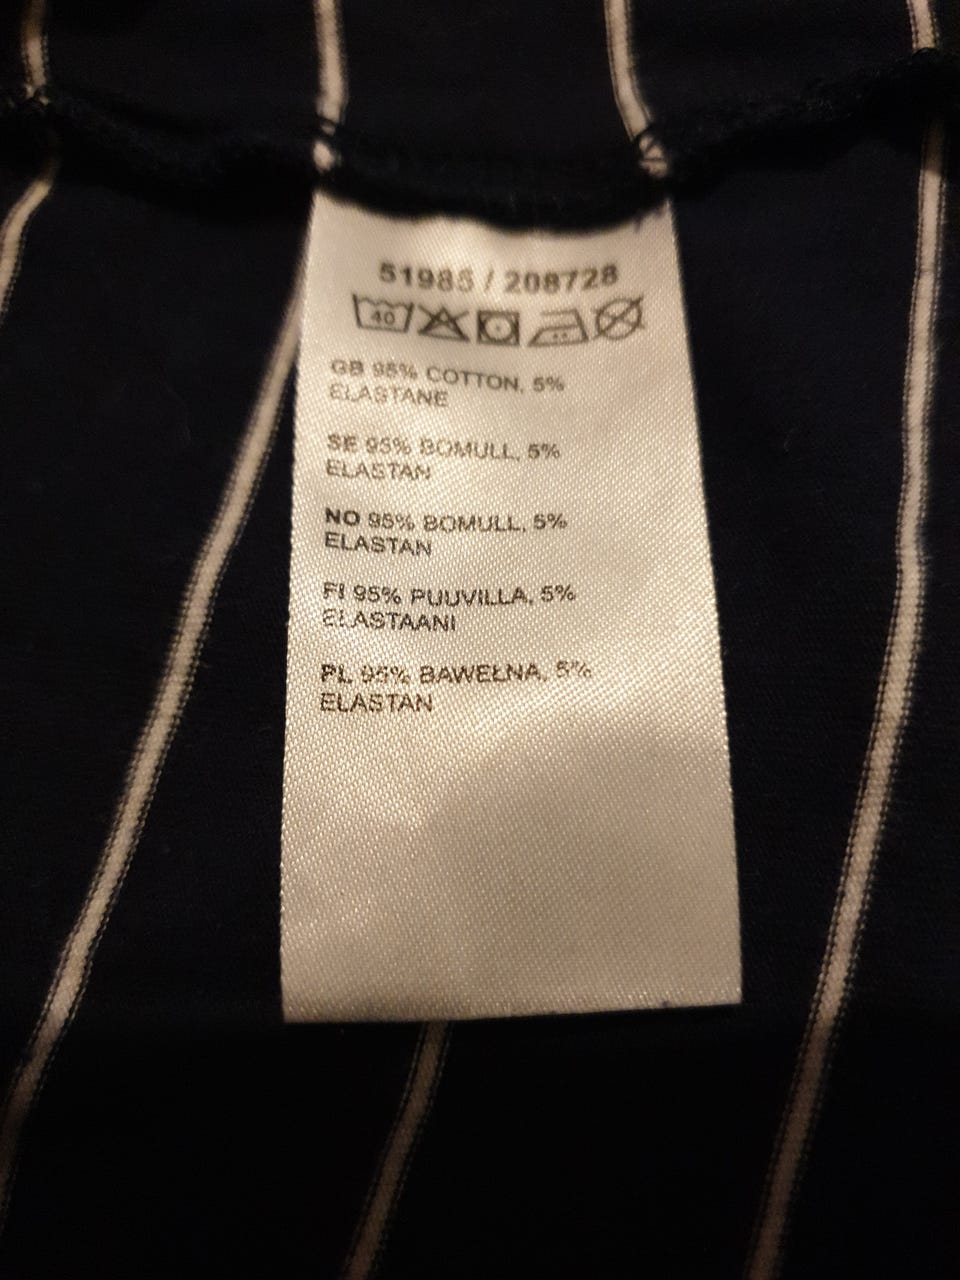 51985 / 208728
40
GB 95% COTTON, 5%
ELASTANE
SE 95% BOMULL, 5%
ELASTAN
NO 95% BOMULL, 5%
ELASTAN
FI 95% PUUVILLA, 5%
ELASTAANI
PL 95% BAWEŁNA, 5%
ELASTAN